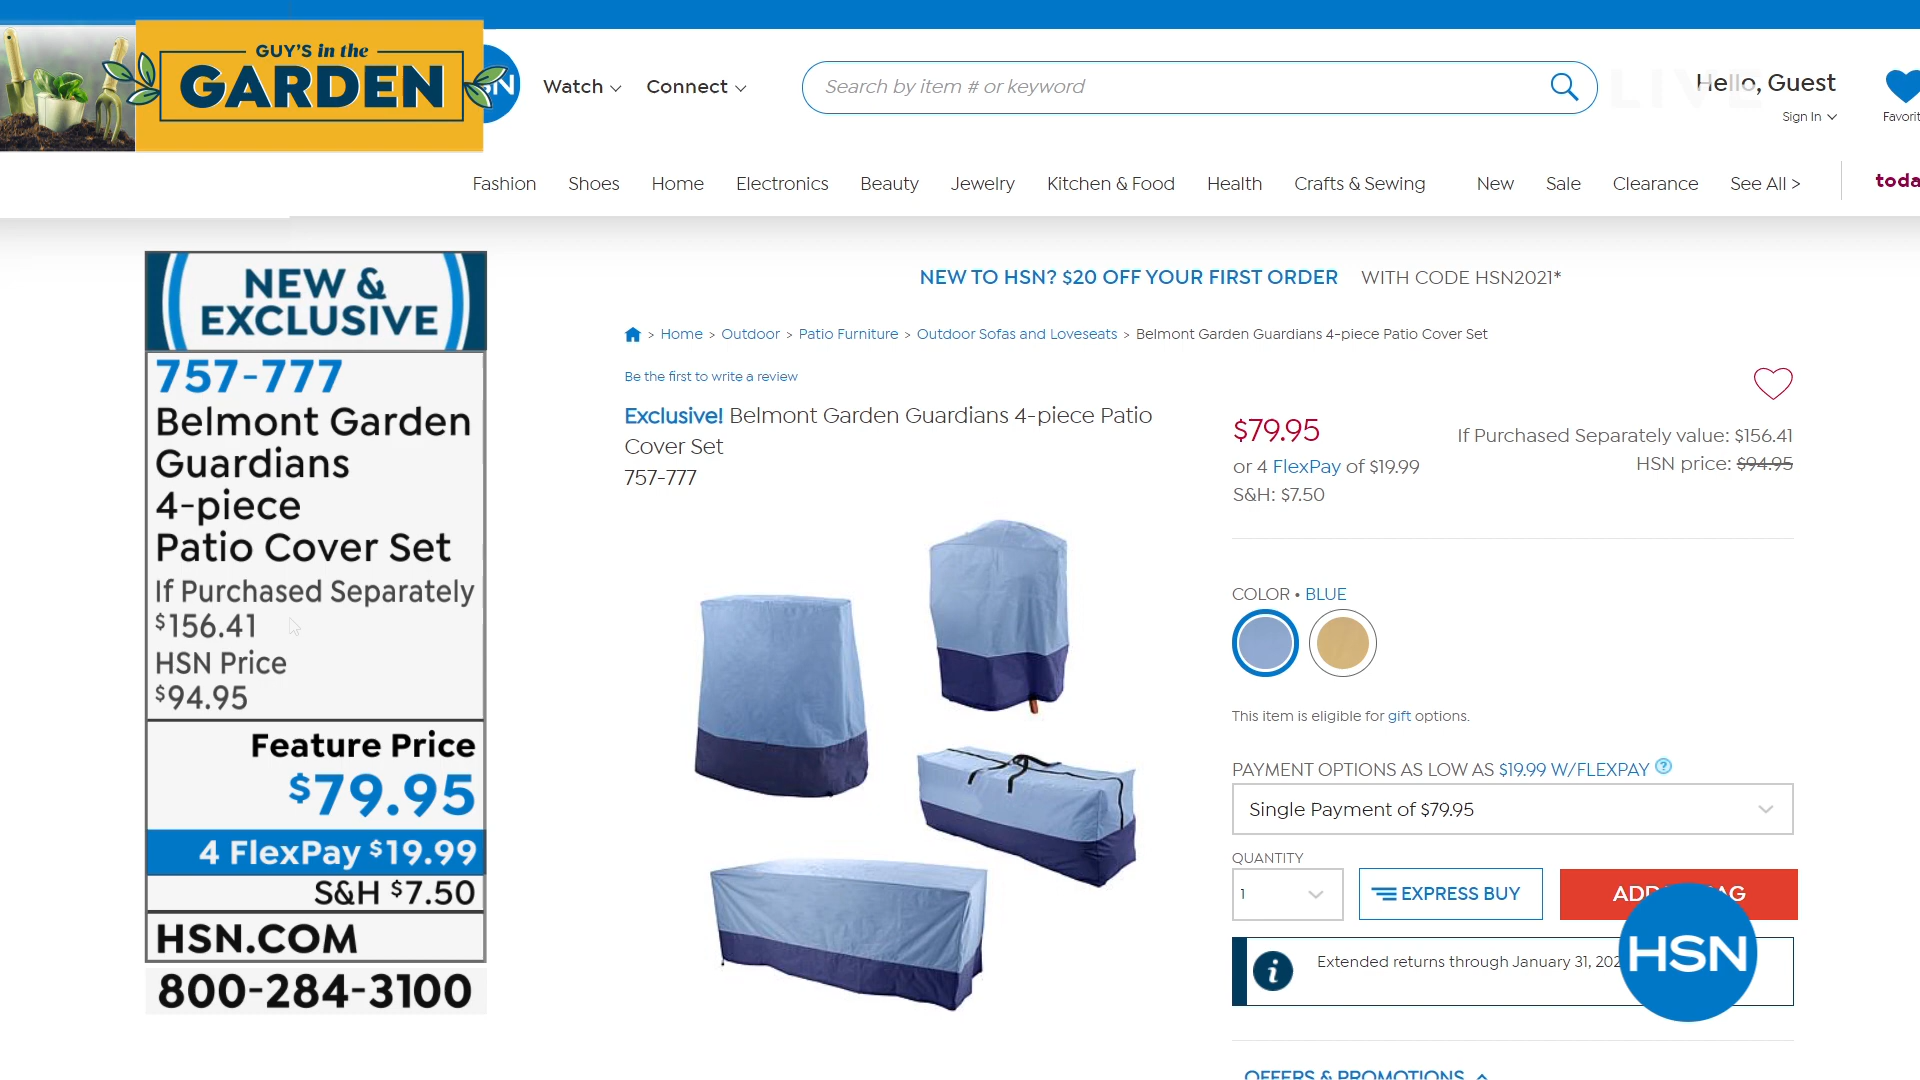 GUY'S in the
GARDEN
Watch
Connect
Search by item # or keyword
LIVE
Hello, Guest
Sign In
Fashion
Shoes
Home
Electronics
Beauty
Jewelry
Kitchen & Food
Health
Crafts & Sewing
New
Sale
Clearance
See All >
NEW &
EXCLUSIVE
757-777
Belmont Garden
Guardians
4-piece
Patio Cover Set
If Purchased Separately
$156.41
HSN Price
$94.95
Feature Price
$79.95
4 FlexPay $19.99
S&H $7.50
HSN.COM
800-284-3100
NEW TO HSN? $20 OFF YOUR FIRST ORDER WITH CODE HSN2021*
> Home > Outdoor > Patio Furniture > Outdoor Sofas and Loveseats > Belmont Garden Guardians 4-piece Patio Cover Set
Be the first to write a review
Exclusive! Belmont Garden Guardians 4-piece Patio
Cover Set
757-777
$79.95
or 4 FlexPay of $19.99
S&H: $7.50
If Purchased Separately value: $156.41
HSN price: $94.95
COLOR • BLUE
This item is eligible for gift options.
PAYMENT OPTIONS AS LOW AS $19.99 W/FLEXPAY ?
Single Payment of $79.95
QUANTITY
1
EXPRESS BUY
Extended returns through January 31,
HSN
OFFERS & PROMOTIONS